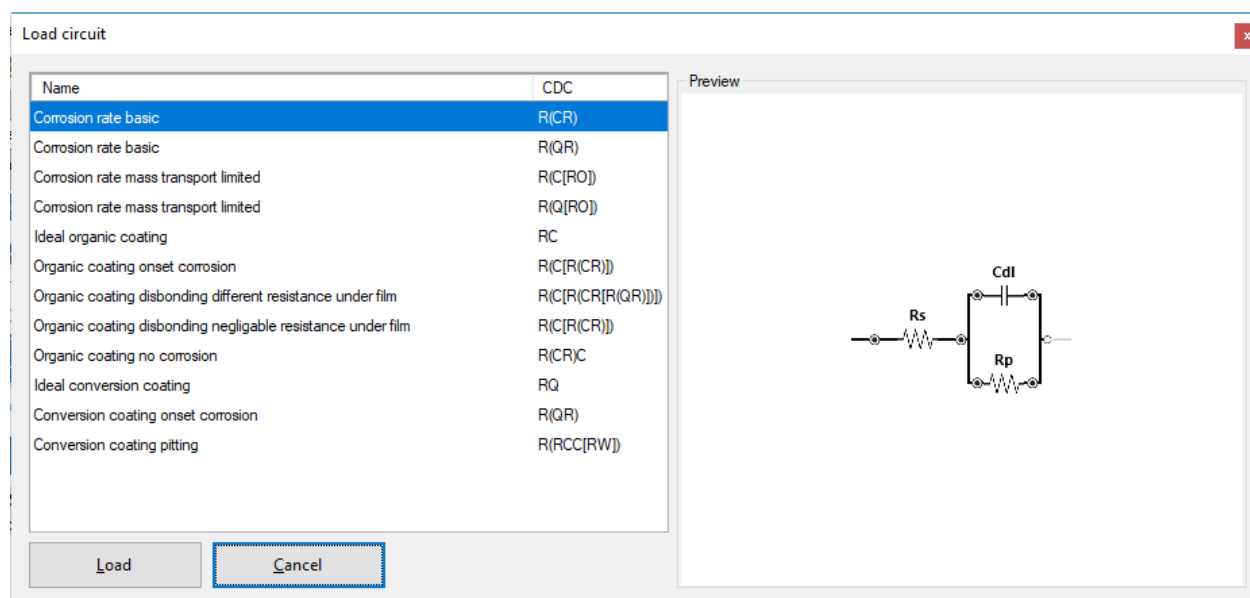 Load circuit
x
Name CDC
Preview
Corrosion rate basic R(CR)
Corrosion rate basic R(QR)
Corrosion rate mass transport limited R(C[RO])
Corrosion rate mass transport limited R(Q[RO])
Ideal organic coating RC
Organic coating onset corrosion R(C[R(CR)])
Organic coating disbonding different resistance under film R(C[R(CR[R(QR)])])
Organic coating disbonding negligable resistance under film R(C[R(CR)])
Organic coating no corrosion R(CR)C
Ideal conversion coating RQ
Conversion coating onset corrosion R(QR)
Conversion coating pitting R(RCC[RW])
Cdl
Rs
Rp
Load Cancel